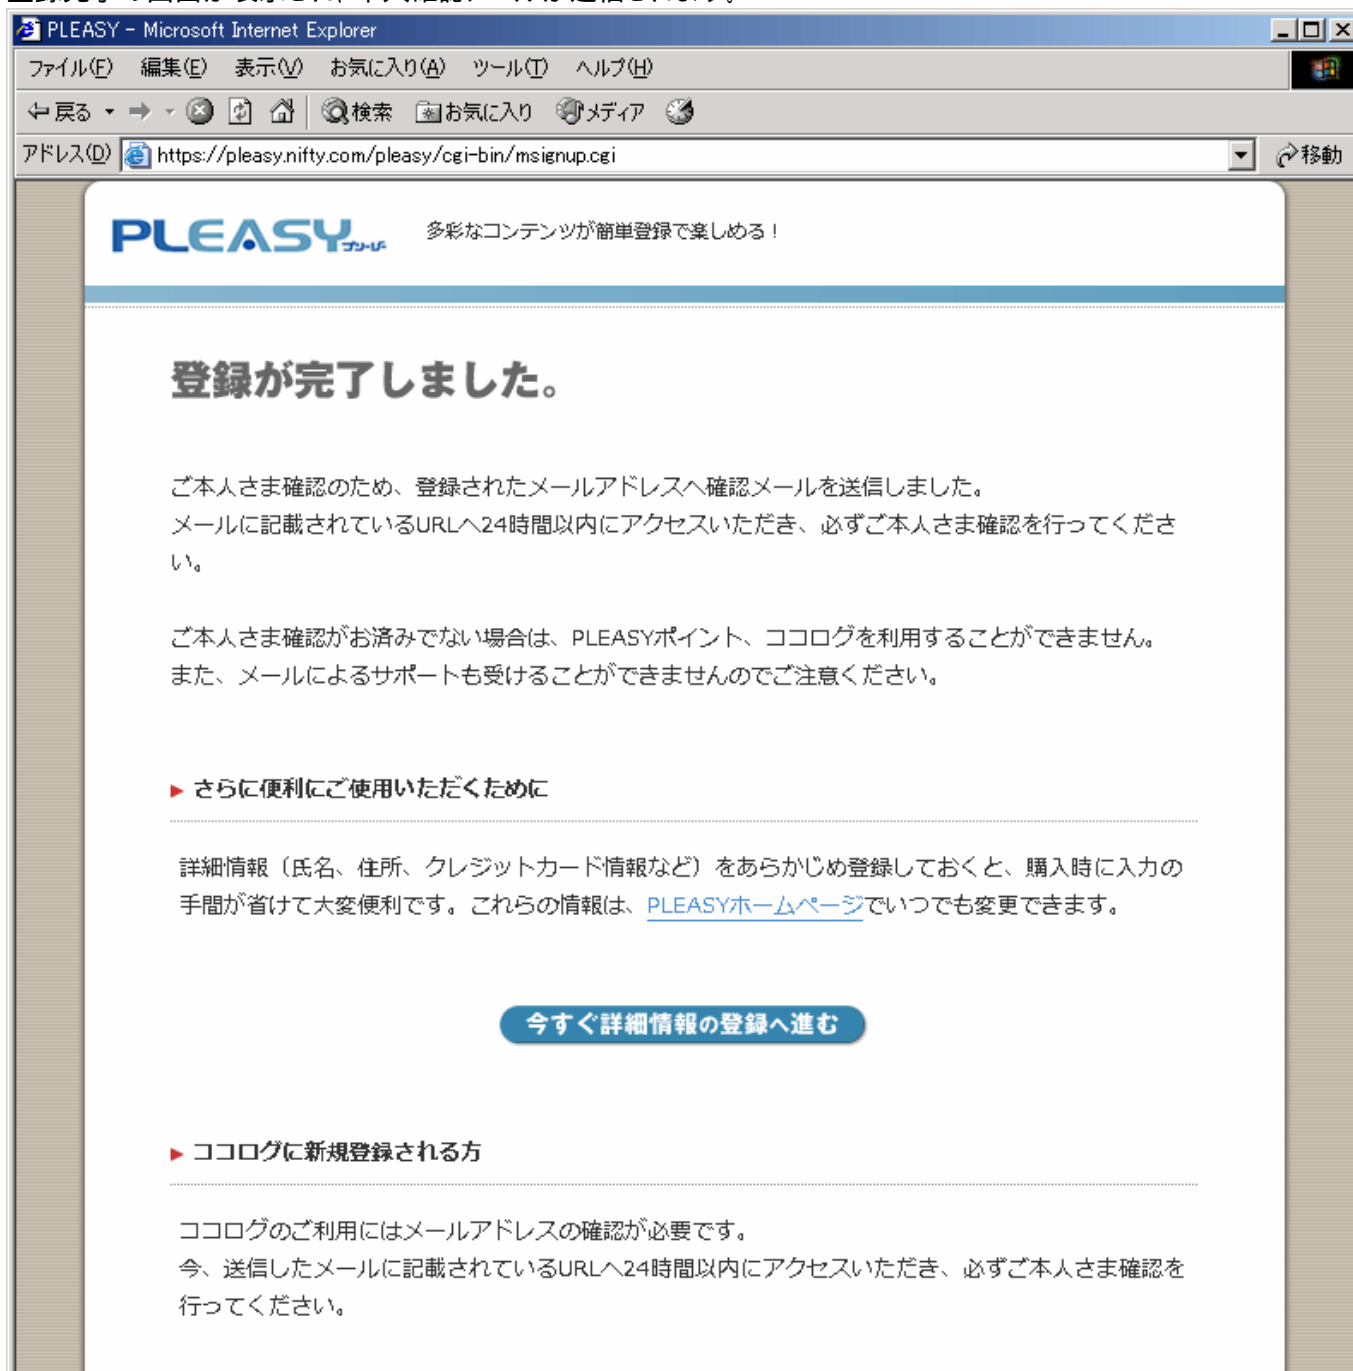 PLEASY - Microsoft Internet Explorer
ファイル(F) 編集(E) 表示(V) お気に入り(A) ツール(T) ヘルプ(H)
戻る 検索 お気に入り メディア
アドレス(D) https://pleasy.nifty.com/pleasy/cgi-bin/msignup.cgi 移動
PLEASY プリージー 多彩なコンテンツが簡単登録で楽しめる！
登録が完了しました。
ご本人さま確認のため、登録されたメールアドレスへ確認メールを送信しました。
メールに記載されているURLへ24時間以内にアクセスいただき、必ずご本人さま確認を行ってくださ
い。
ご本人さま確認がお済みでない場合は、PLEASYポイント、ココログを利用することができません。
また、メールによるサポートも受けることができませんのでご注意ください。
さらに便利にご使用いただくために
詳細情報（氏名、住所、クレジットカード情報など）をあらかじめ登録しておくと、購入時に入力の
手間が省けて大変便利です。これらの情報は、PLEASYホームページでいつでも変更できます。
今すぐ詳細情報の登録へ進む
ココログに新規登録される方
ココログのご利用にはメールアドレスの確認が必要です。
今、送信したメールに記載されているURLへ24時間以内にアクセスいただき、必ずご本人さま確認を
行ってください。